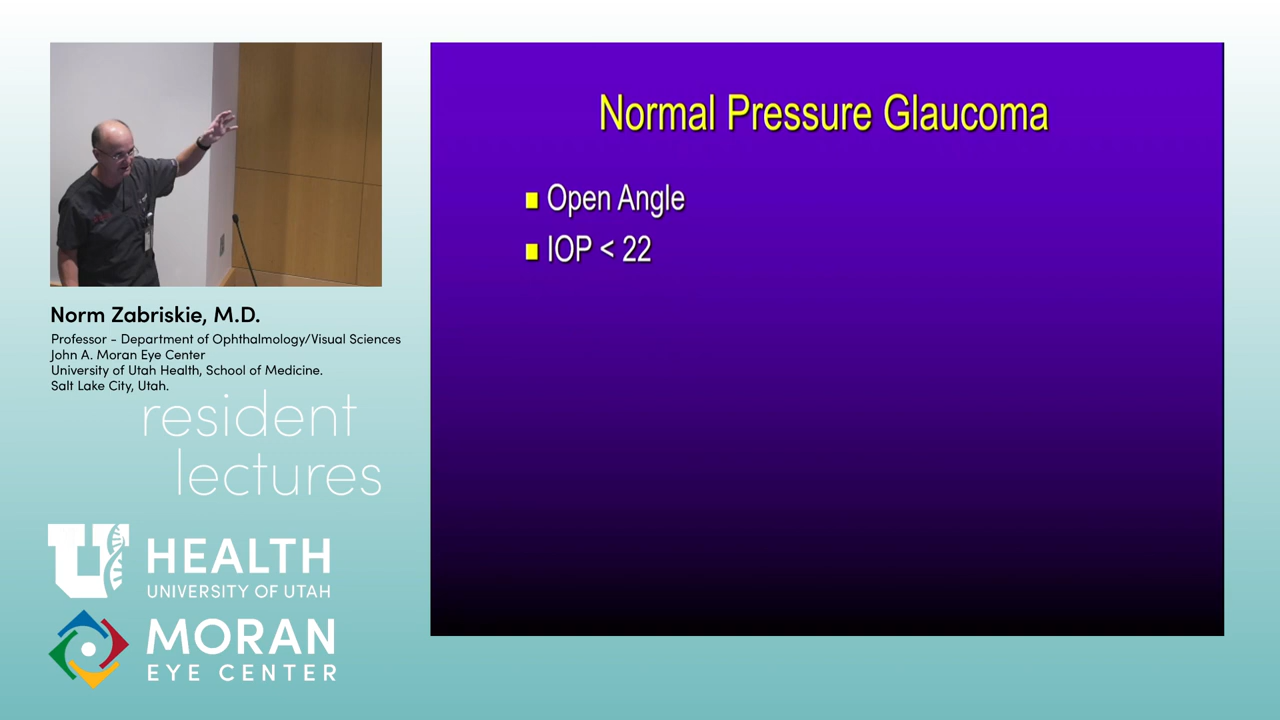 Normal Pressure Glaucoma
Open Angle
IOP < 22
Norm Zabriskie, M.D.
Professor - Department of Ophthalmology/Visual Sciences
John A. Moran Eye Center
University of Utah Health, School of Medicine.
Salt Lake City, Utah.
resident
lectures
U HEALTH
UNIVERSITY OF UTAH
MORAN
EYE CENTER